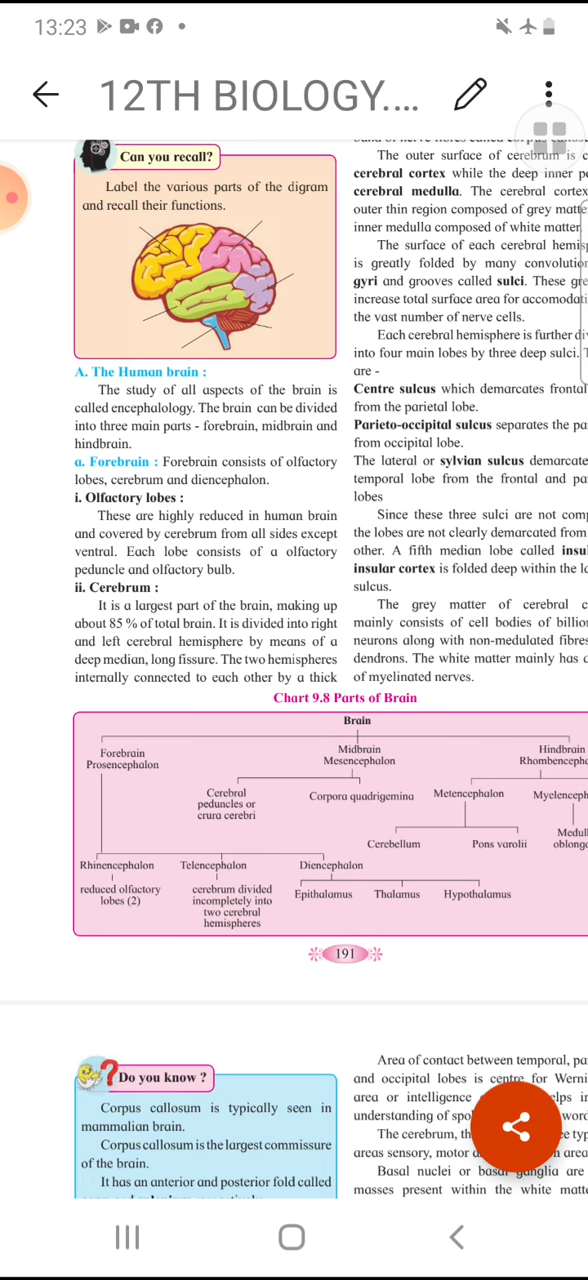 13:23
12TH BIOLOGY....
Can you recall?
Label the various parts of the digram
and recall their functions.
A. The Human brain :
The study of all aspects of the brain is
called encephalology. The brain can be divided
into three main parts - forebrain, midbrain and
hindbrain.
a. Forebrain : Forebrain consists of olfactory
lobes, cerebrum and diencephalon.
i. Olfactory lobes :
These are highly reduced in human brain
and covered by cerebrum from all sides except
ventral. Each lobe consists of a olfactory
peduncle and olfactory bulb.
ii. Cerebrum :
It is a largest part of the brain, making up
about 85 % of total brain. It is divided into right
and left cerebral hemisphere by means of a
deep median, long fissure. The two hemispheres
internally connected to each other by a thick
The outer surface of cerebrum is
cerebral cortex while the deep inner
cerebral medulla. The cerebral cortex
outer thin region composed of grey
inner medulla composed of white matter.
The surface of each cerebral
is greatly folded by many
gyri and grooves called sulci. These
increase total surface area for
the vast number of nerve cells.
Each cerebral hemisphere is further
into four main lobes by three deep sulci.
are -
Centre sulcus which demarcates frontal
from the parietal lobe.
Parieto-occipital sulcus separates the
from occipital lobe.
The lateral or sylvian sulcus
temporal lobe from the frontal and
lobes
Since these three sulci are not
the lobes are not clearly demarcated from
other. A fifth median lobe called
insular cortex is folded deep within the
sulcus.
The grey matter of cerebral
mainly consists of cell bodies of
neurons along with non-medulated fibres
dendrons. The white matter mainly has
of myelinated nerves.
Chart 9.8 Parts of Brain
Brain
Forebrain
Prosencephalon
Midbrain
Mesencephalon
Hindbrain
Cerebral
peduncles or
crura cerebri
Corpora quadrigemina
Metencephalon
Cerebellum
Pons varolii
Rhinencephalon
Telencephalon
Diencephalon
reduced olfactory
lobes (2)
cerebrum divided
incompletely into
two cerebral
hemispheres
Epithalamus
Thalamus
Hypothalamus
191
Do you know ?
Corpus callosum is typically seen in
mammalian brain.
Corpus callosum is the largest commissure
of the brain.
It has an anterior and posterior fold called
Area of contact between temporal,
and occipital lobes is centre for
area or intelligence
understanding of
The cerebrum,
areas sensory, motor
Basal nuclei or basal ganglia are
masses present within the white